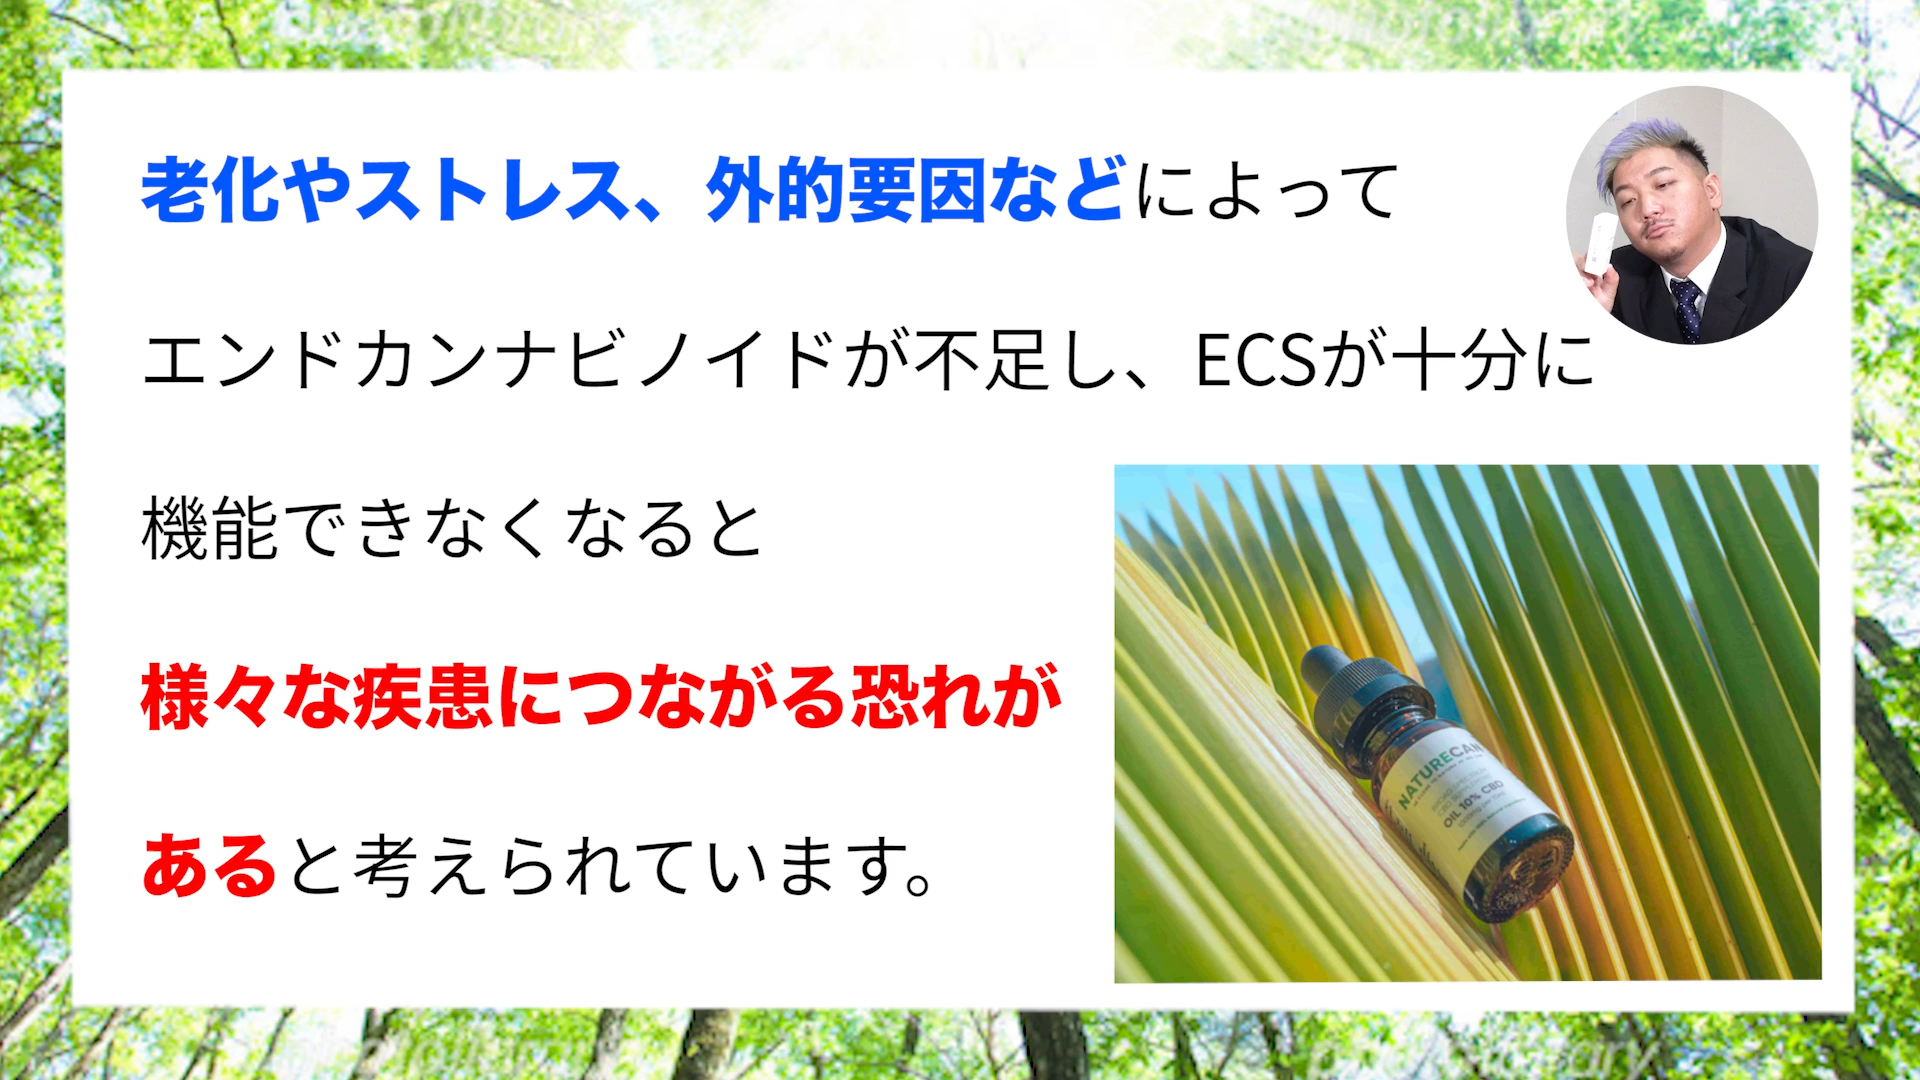 老化やストレス、外的要因などによって
エンドカンナビノイドが不足し、ECSが十分に
機能できなくなると
様々な疾患につながる恐れが
あると考えられています。
NATURECAN
OIL 10% CBD